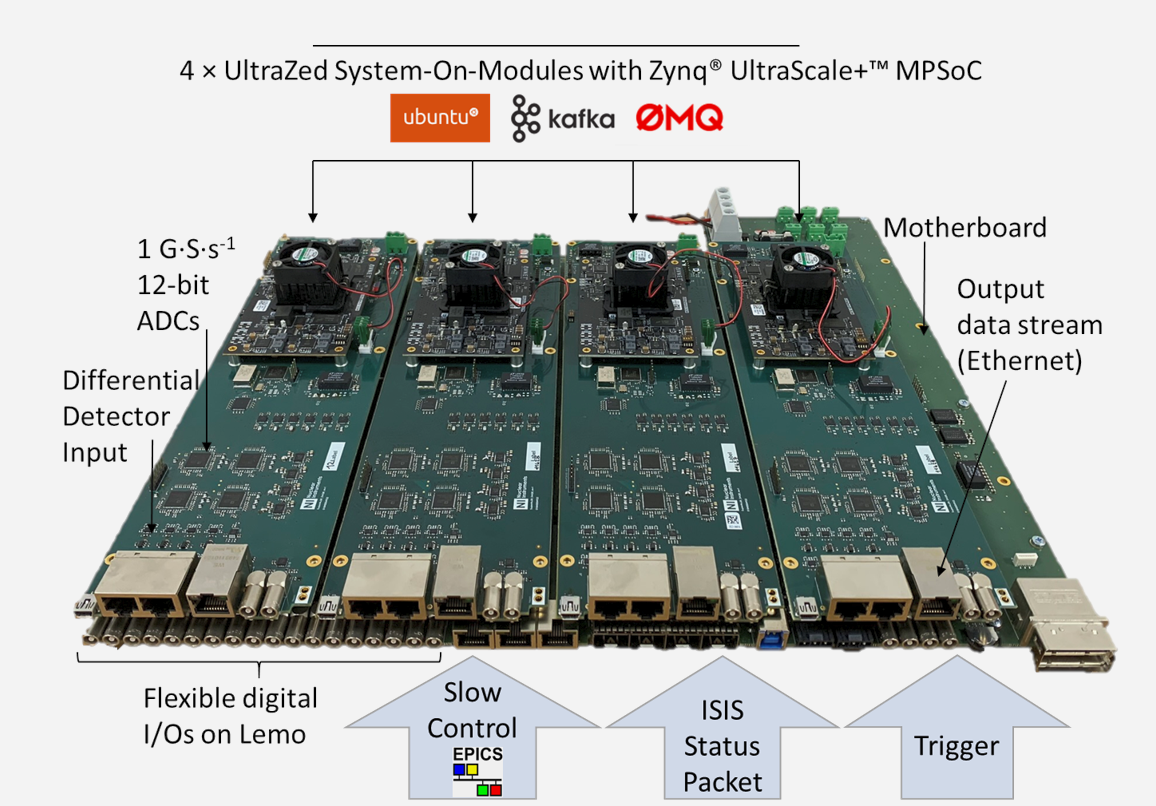 4 × UltraZed System-On-Modules with Zynq® UltraScale+™ MPSoC
ubuntu® kafka ØMQ
1 G·S·s-1
12-bit
ADCs
Differential
Detector
Input
Motherboard
Output
data stream
(Ethernet)
Flexible digital
I/Os on Lemo
Slow
Control
EPICS
ISIS
Status
Packet
Trigger